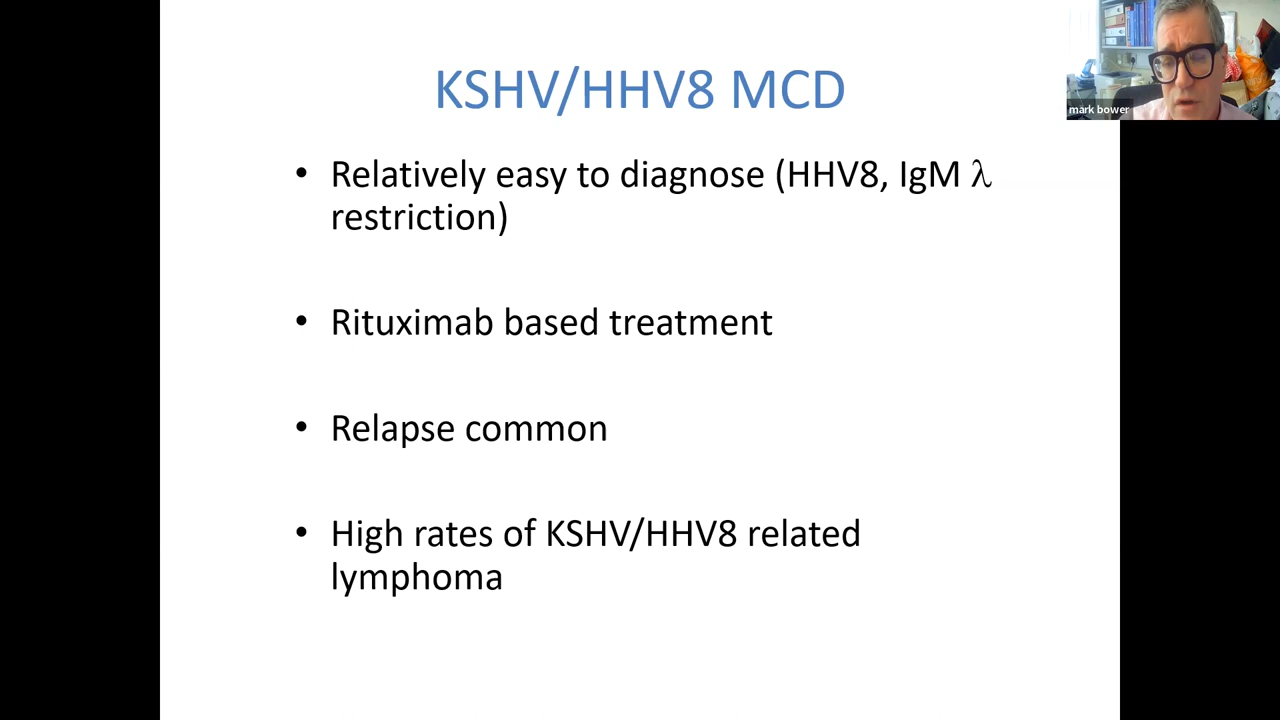 KSHV/HHV8 MCD
mark bower
• Relatively easy to diagnose (HHV8, IgM λ
restriction)
• Rituximab based treatment
• Relapse common
• High rates of KSHV/HHV8 related
lymphoma